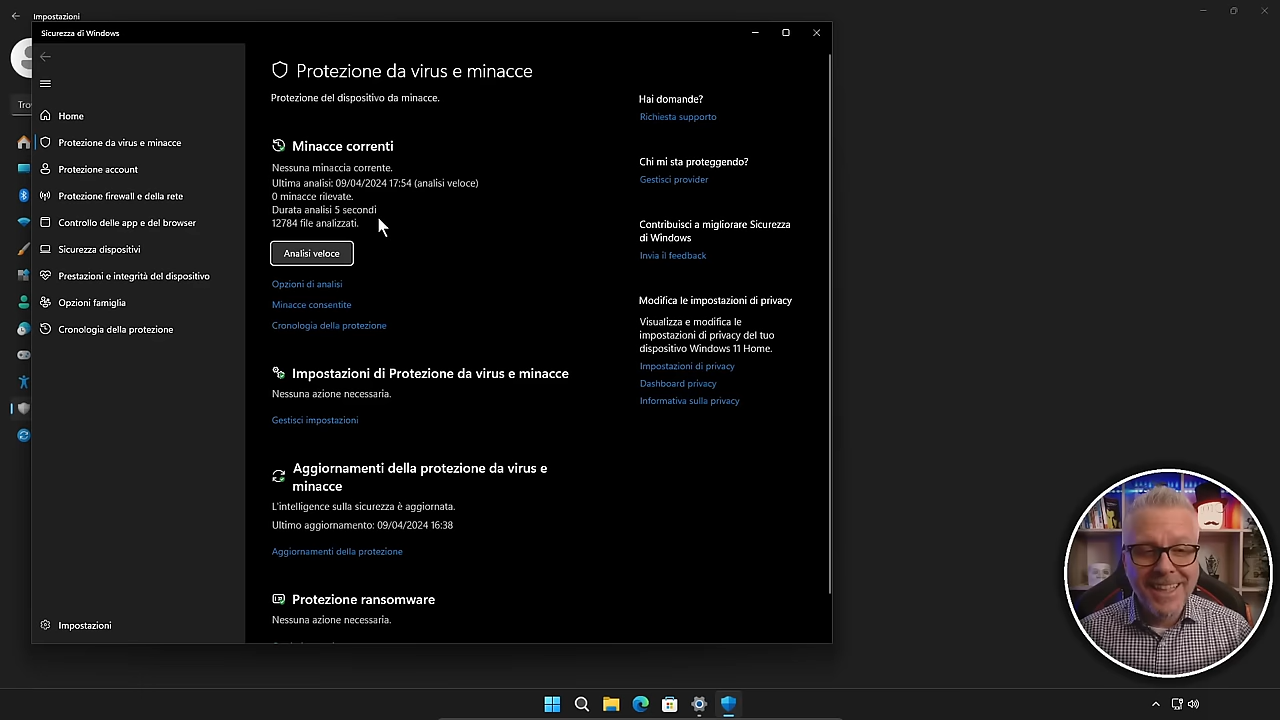 Impostazioni
Sicurezza di Windows
Home
Protezione da virus e minacce
Protezione account
Protezione firewall e della rete
Controllo delle app e del browser
Sicurezza dispositivi
Prestazioni e integrità del dispositivo
Opzioni famiglia
Cronologia della protezione
Impostazioni
Protezione da virus e minacce
Protezione del dispositivo da minacce.
Minacce correnti
Nessuna minaccia corrente.
Ultima analisi: 09/04/2024 17:54 (analisi veloce)
0 minacce rilevate.
Durata analisi 5 secondi
12784 file analizzati.
Analisi veloce
Opzioni di analisi
Minacce consentite
Cronologia della protezione
Impostazioni di Protezione da virus e minacce
Nessuna azione necessaria.
Gestisci impostazioni
Aggiornamenti della protezione da virus e
minacce
L'intelligence sulla sicurezza è aggiornata.
Ultimo aggiornamento: 09/04/2024 16:38
Aggiornamenti della protezione
Protezione ransomware
Nessuna azione necessaria.
Hai domande?
Richiesta supporto
Chi mi sta proteggendo?
Gestisci provider
Contribuisci a migliorare Sicurezza
di Windows
Invia il feedback
Modifica le impostazioni di privacy
Visualizza e modifica le
impostazioni di privacy del tuo
dispositivo Windows 11 Home.
Impostazioni di privacy
Dashboard privacy
Informativa sulla privacy